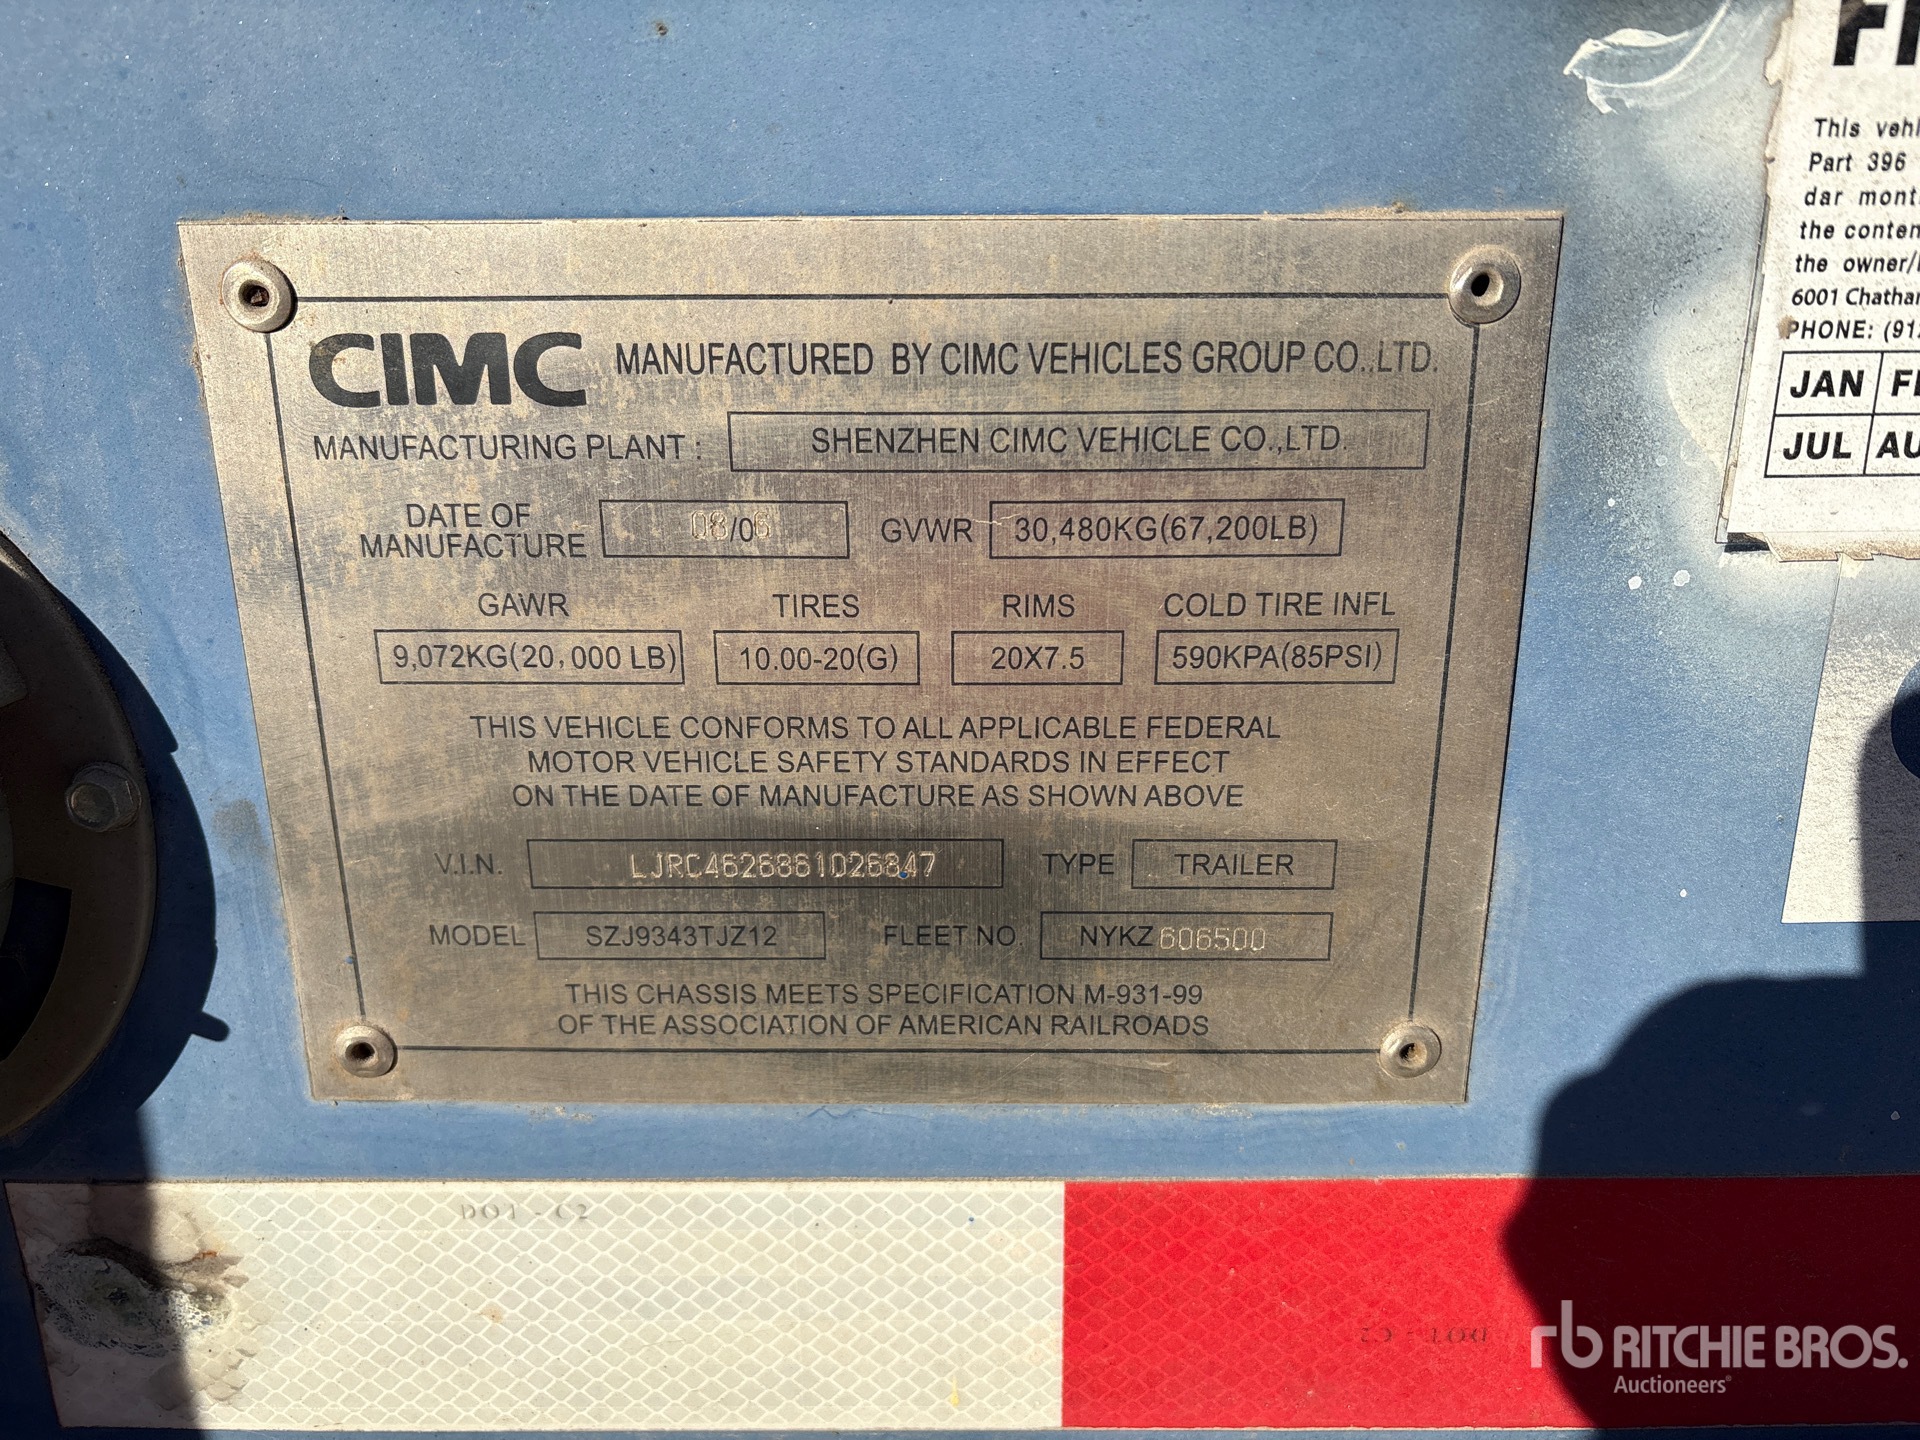 CIMC MANUFACTURED BY CIMC VEHICLES GROUP CO.,LTD.
MANUFACTURING PLANT : SHENZHEN CIMC VEHICLE CO.,LTD.
DATE OF MANUFACTURE 08/06 GVWR 30,480KG(67,200LB)
GAWR TIRES RIMS COLD TIRE INFL
9,072KG(20,000 LB) 10.00-20(G) 20X7.5 590KPA(85PSI)
THIS VEHICLE CONFORMS TO ALL APPLICABLE FEDERAL
MOTOR VEHICLE SAFETY STANDARDS IN EFFECT
ON THE DATE OF MANUFACTURE AS SHOWN ABOVE
V.I.N. LJRC4626861026847 TYPE TRAILER
MODEL SZJ9343TJZ12 FLEET NO. NYKZ 606500
THIS CHASSIS MEETS SPECIFICATION M-931-99
OF THE ASSOCIATION OF AMERICAN RAILROADS
This
Part 396
dar
the
the owner/
6001
PHONE: (91
JAN
JUL
DOT-C2
DOT-C2
rb RITCHIE BROS.
Auctioneers